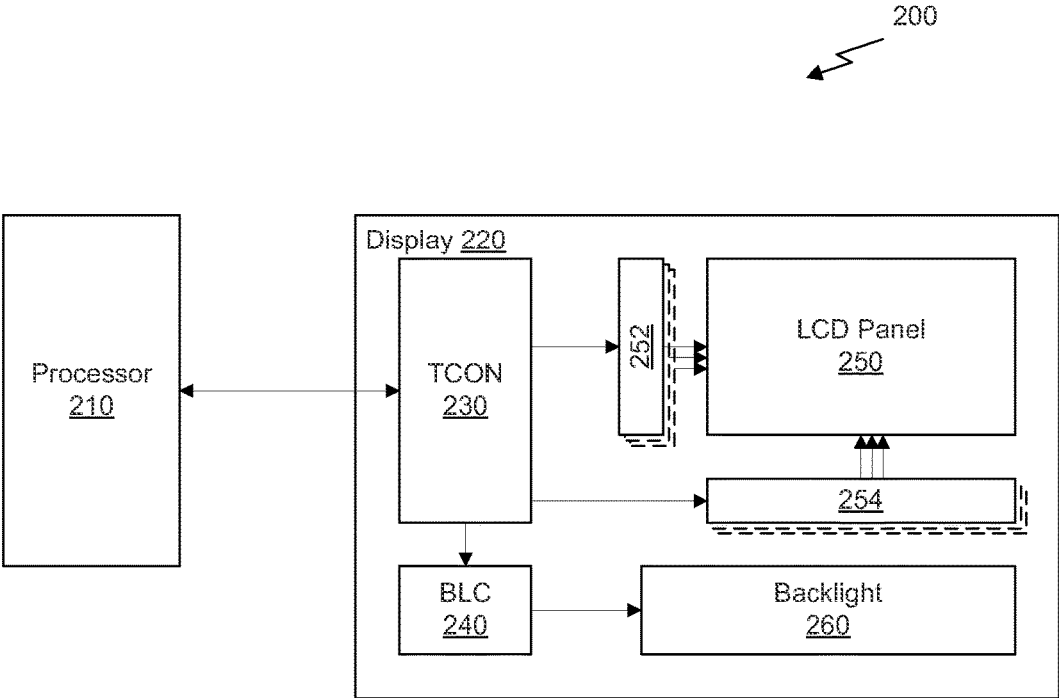 200
Display 220
Processor
210
TCON
230
252
LCD Panel
250
254
BLC
240
Backlight
260